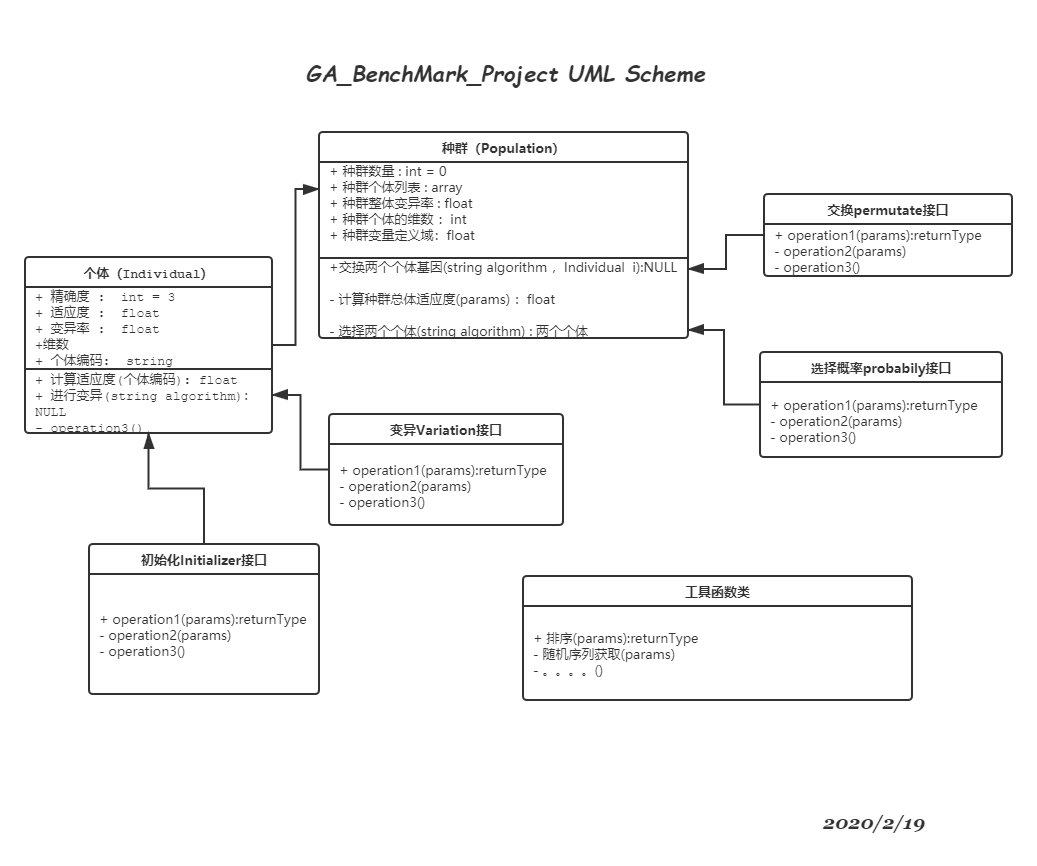 GA_BenchMark_Project UML Scheme
种群（Population）
+ 种群数量 : int = 0
+ 种群个体列表 : array
+ 种群整体变异率 : float
+ 种群个体的维数： int
+ 种群变量定义域：float
+交换两个个体基因(string algorithm ，Individual i):NULL
- 计算种群总体适应度(params)： float
- 选择两个个体(string algorithm) : 两个个体
交换permutate接口
+ operation1(params):returnType
- operation2(params)
- operation3()
个体（Individual）
+ 精确度 ： int = 3
+ 适应度 ： float
+ 变异率 ： float
+维数
+ 个体编码： string
+ 计算适应度(个体编码): float
+ 进行变异(string algorithm):
NULL
- operation3()
选择概率probabily接口
+ operation1(params):returnType
- operation2(params)
- operation3()
变异Variation接口
+ operation1(params):returnType
- operation2(params)
- operation3()
初始化Initializer接口
+ operation1(params):returnType
- operation2(params)
- operation3()
工具函数类
+ 排序(params):returnType
- 随机序列获取(params)
- 。。。。()
2020/2/19